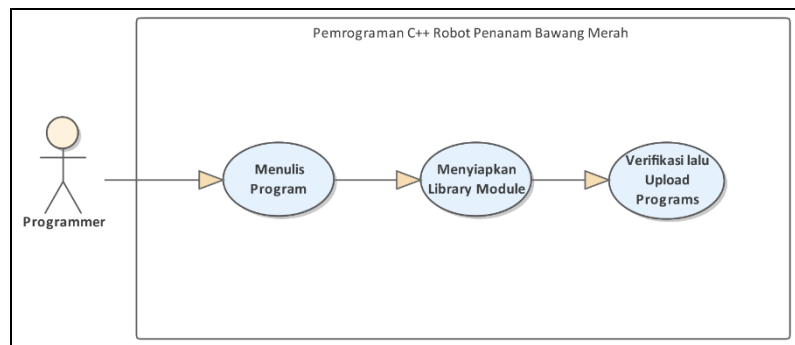 Pemrograman C++ Robot Penanam Bawang Merah
Programmer
Menulis
Program
Menyiapkan
Library Module
Verifikasi lalu
Upload
Programs